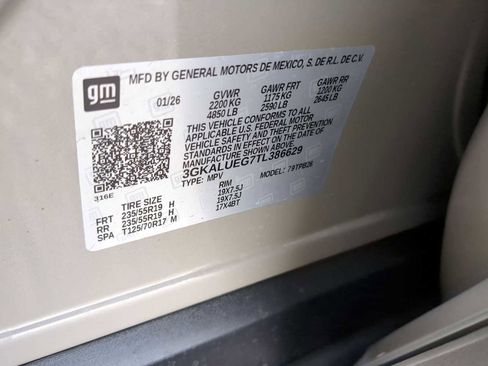 gm
MFD BY GENERAL MOTORS DE MEXICO, S. DE R.L. DE C.V.
01/26 GVWR GAWR FRT GAWR RR
2200 KG 1175 KG 1200 KG
4850 LB 2590 LB 2645 LB
THIS VEHICLE CONFORMS TO ALL
APPLICABLE U.S. FEDERAL MOTOR
VEHICLE SAFETY, BUMPER, AND THEFT PREVENTION
STANDARDS IN EFFECT ON THE DATE OF
MANUFACTURE SHOWN ABOVE.
3GKALUEG7TL386629
TYPE: MPV 79TPB26
316E
TIRE SIZE RIM
FRT 235/55R19 H 19X7.5J
RR 235/55R19 H 19X7.5J
SPA T125/70R17 M 17X4BT